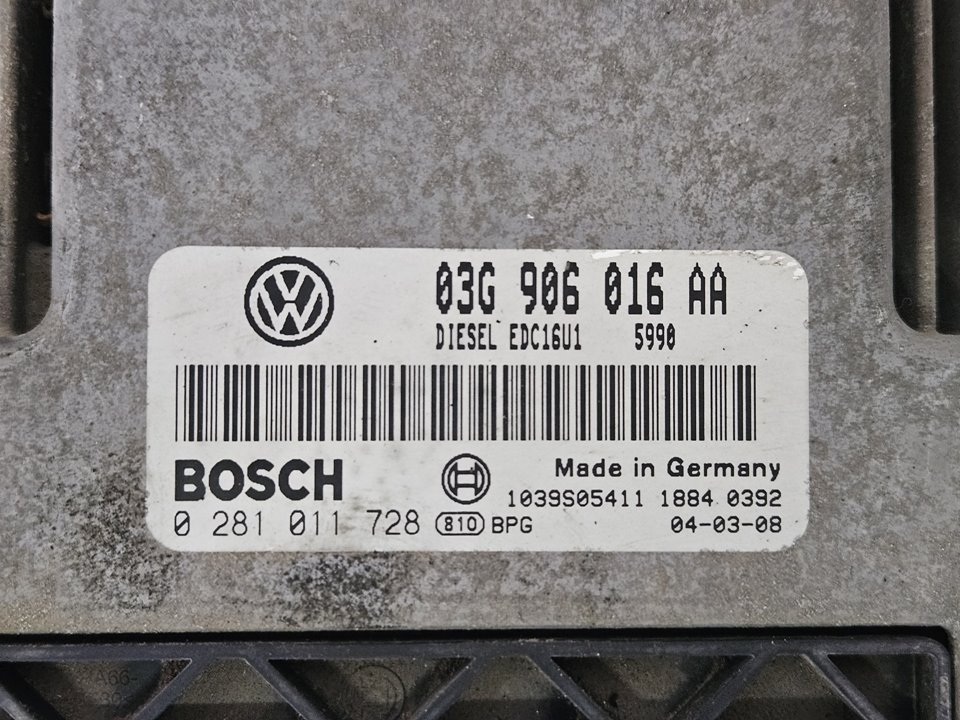 03G 906 016 AA
DIESEL EDC16U1 5990
BOSCH
Made in Germany
1039S05411 1884 0392
0 281 011 728 810 BPG 04-03-08